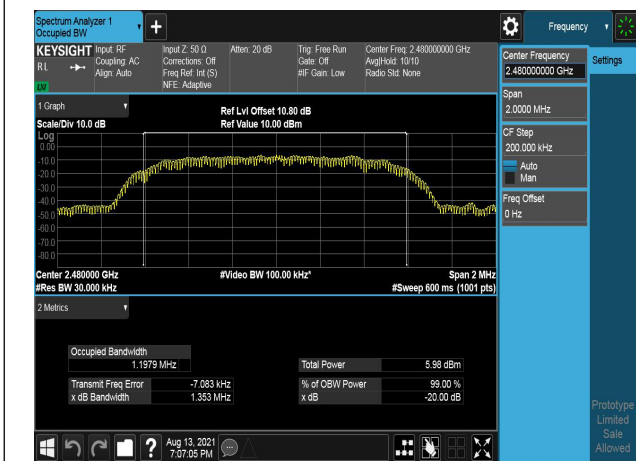 Spectrum Analyzer 1
Occupied BW
Frequency
KEYSIGHT
RL
LXI
Input: RF
Coupling: AC
Align: Auto
Input Z: 50 Ω
Corrections: Off
Freq Ref: Int (S)
NFE: Adaptive
Atten: 20 dB
Trig: Free Run
Gate: Off
#IF Gain: Low
Center Freq: 2.480000000 GHz
Avg|Hold: 10/10
Radio Std: None
Center Frequency
2.480000000 GHz
Settings
Span
2.0000 MHz
CF Step
200.000 kHz
Auto
Man
Freq Offset
0 Hz
1 Graph
Scale/Div 10.0 dB
Ref Lvl Offset 10.80 dB
Ref Value 10.00 dBm
Log
0.00
-10.0
-20.0
-30.0
-40.0
-50.0
-60.0
-70.0
-80.0
Center 2.480000 GHz
#Video BW 100.00 kHz*
Span 2 MHz
#Res BW 30.000 kHz
#Sweep 600 ms (1001 pts)
2 Metrics
Occupied Bandwidth
1.1979 MHz
Total Power
5.98 dBm
Transmit Freq Error
-7.083 kHz
% of OBW Power
99.00 %
x dB Bandwidth
1.353 MHz
x dB
-20.00 dB
Prototype
Limited
Sale
Allowed
?
Aug 13, 2021
7:07:05 PM